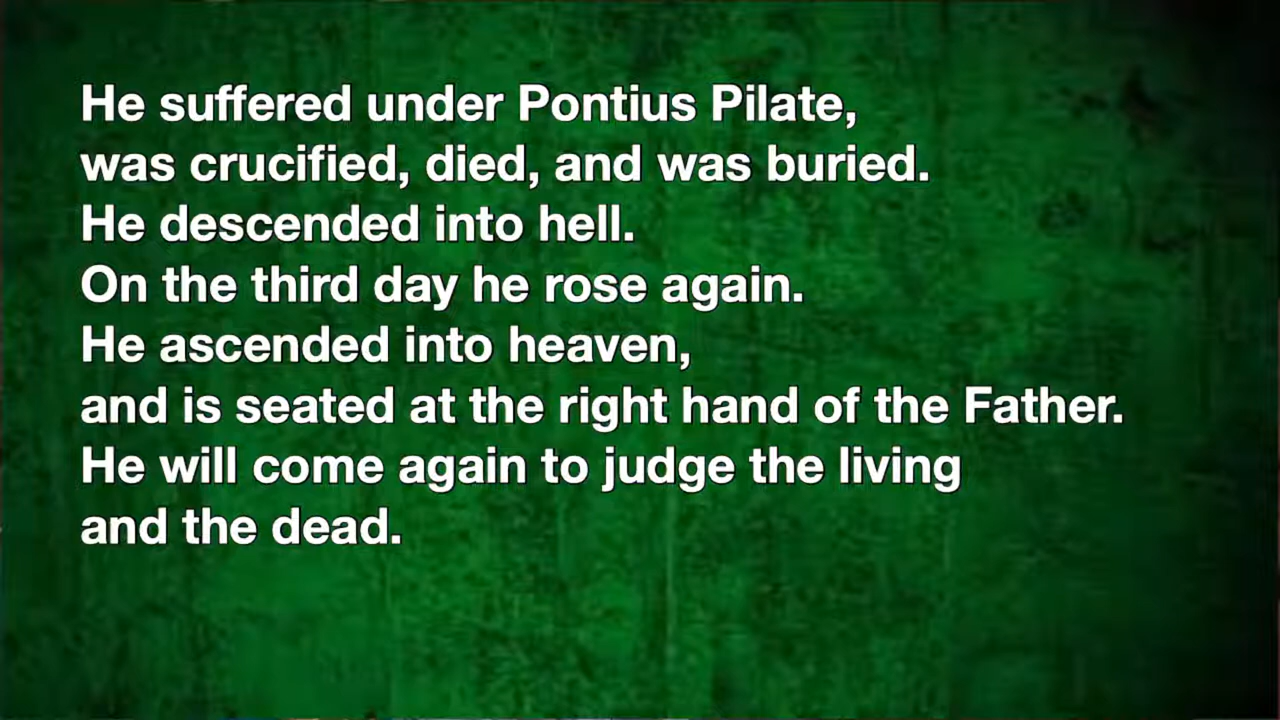 He suffered under Pontius Pilate,
was crucified, died, and was buried.
He descended into hell.
On the third day he rose again.
He ascended into heaven,
and is seated at the right hand of the Father.
He will come again to judge the living
and the dead.